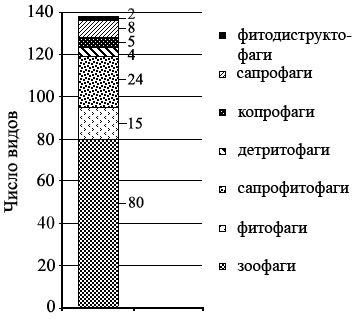 Число видов
140
120
100
80
60
40
20
0
2
8
5
4
24
15
80
фитодиструкто-
фаги
сапрофаги
копрофаги
детритофаги
сапрофитофаги
фитофаги
зоофаги